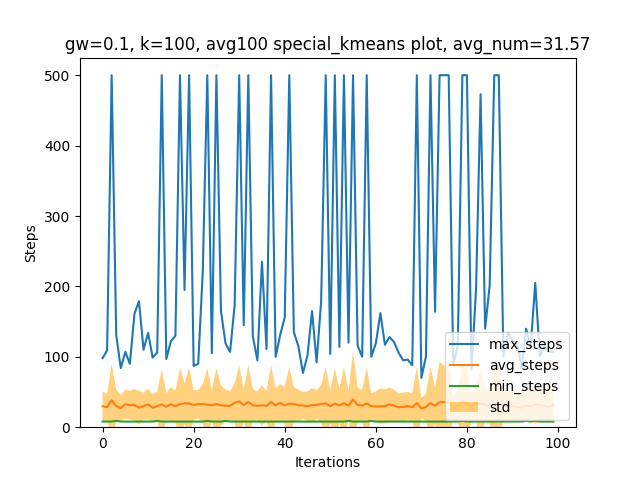 gw=0.1, k=100, avg100 special_kmeans plot, avg_num=31.57
500
400
300
200
100
0
Steps
max_steps
avg_steps
min_steps
std
0 20 40 60 80 100
Iterations